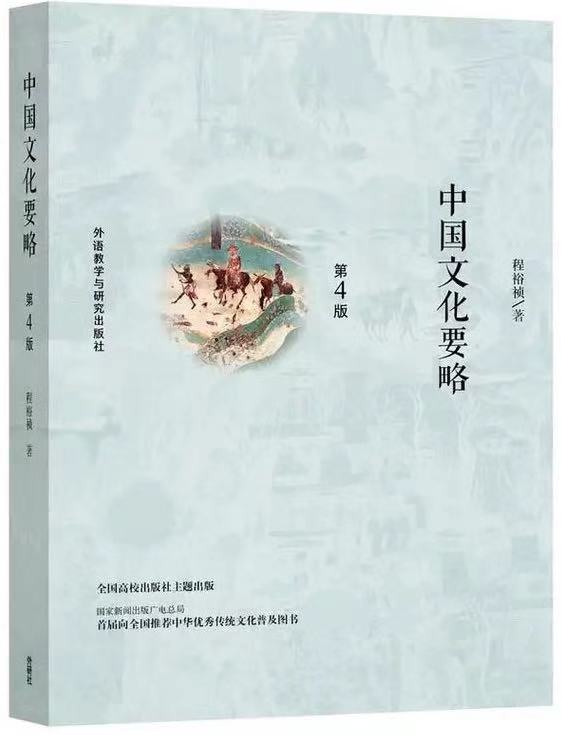 中国文化要略
第4版
程裕祯 著
外研社
中国文化要略
程裕祯/著
第4版
外语教学与研究出版社
全国高校出版社主题出版
国家新闻出版广电总局
首届向全国推荐中华优秀传统文化普及图书